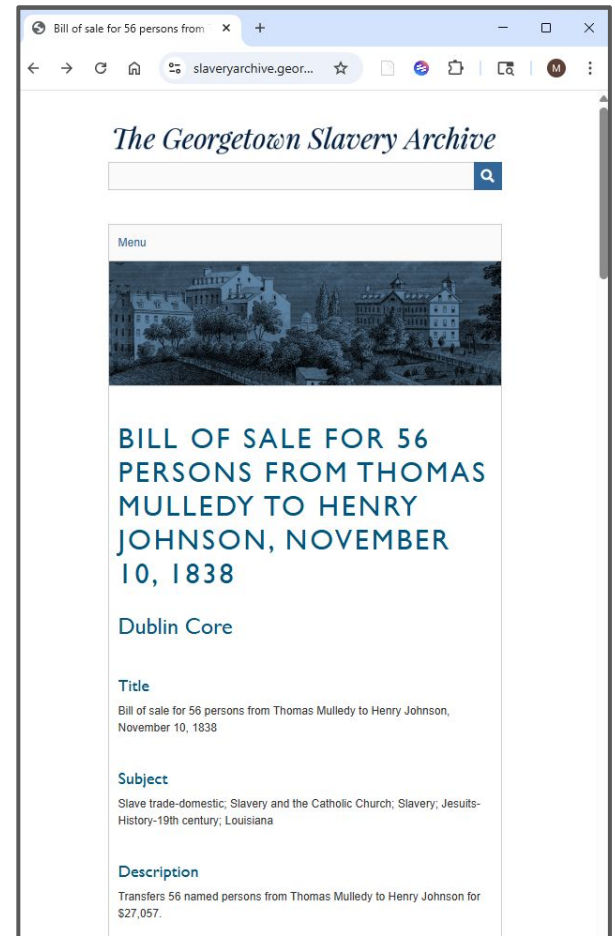 Bill of sale for 56 persons from
slaveryarchive.geor...
M
The Georgetown Slavery Archive
Menu
BILL OF SALE FOR 56
PERSONS FROM THOMAS
MULLEDY TO HENRY
JOHNSON, NOVEMBER
10, 1838
Dublin Core
Title
Bill of sale for 56 persons from Thomas Mulledy to Henry Johnson,
November 10, 1838
Subject
Slave trade-domestic; Slavery and the Catholic Church; Slavery; Jesuits-
History-19th century; Louisiana
Description
Transfers 56 named persons from Thomas Mulledy to Henry Johnson for
$27,057.